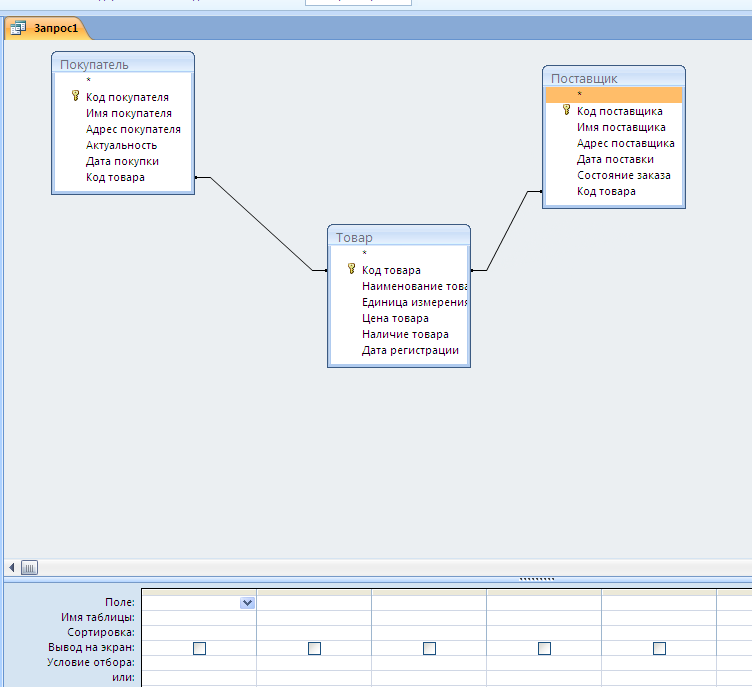 Запрос1
Покупатель
*
Код покупателя
Имя покупателя
Адрес покупателя
Актуальность
Дата покупки
Код товара
Поставщик
*
Код поставщика
Имя поставщика
Адрес поставщика
Дата поставки
Состояние заказа
Код товара
Товар
*
Код товара
Наименование това
Единица измерения
Цена товара
Наличие товара
Дата регистрации
Поле:
Имя таблицы:
Сортировка:
Вывод на экран:
Условие отбора:
или: